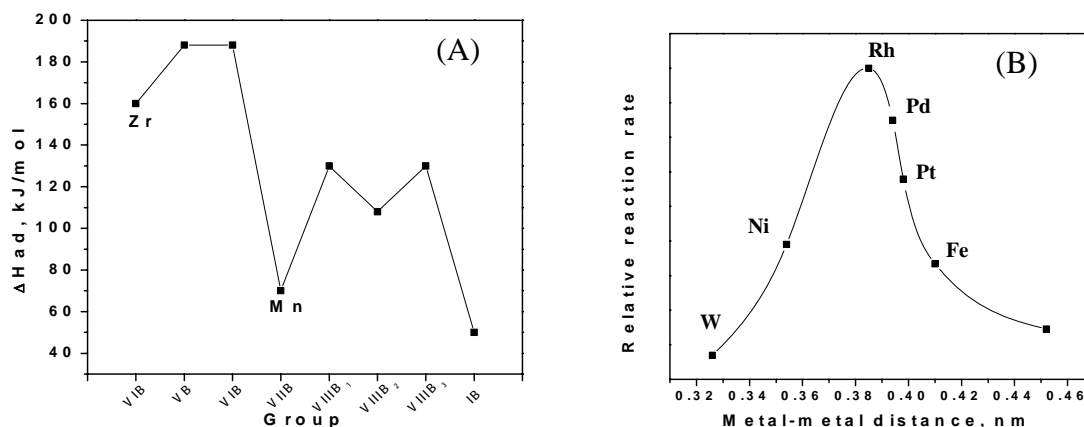 (A)
ΔHad, kJ/mol
200
180
160
140
120
100
80
60
40
Zr
Mn
VIB
VB
VIB
VIIB
VIIIB₁
VIIIB₂
VIIIB₃
IB
Group
(B)
Relative reaction rate
Rh
Pd
Pt
Ni
Fe
W
0.32 0.34 0.36 0.38 0.40 0.42 0.44 0.46
Metal-metal distance, nm